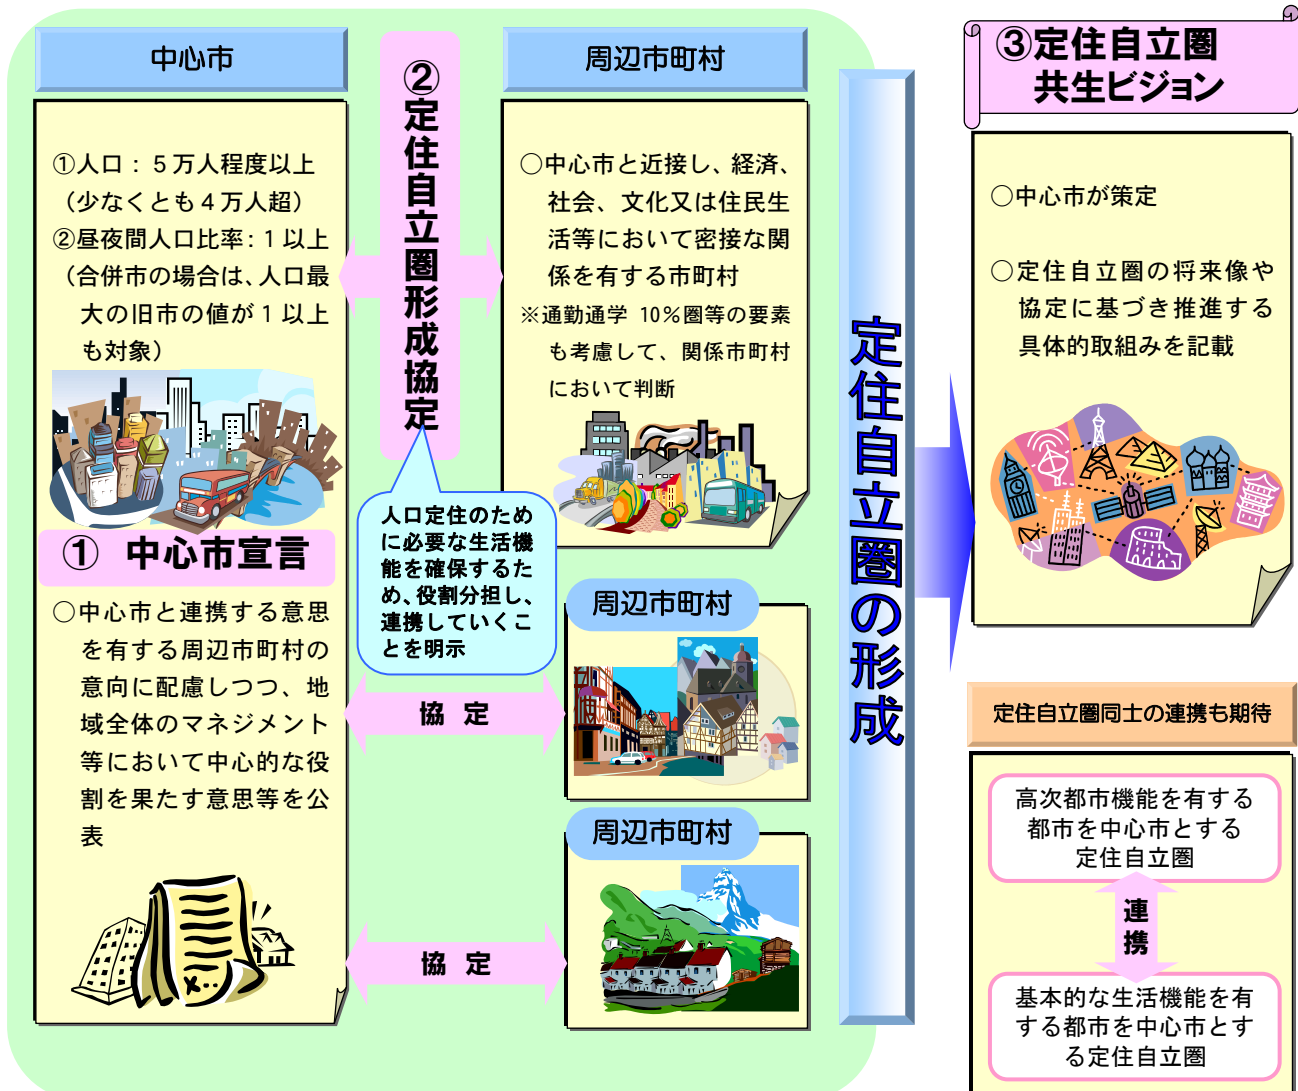 中心市
①人口：５万人程度以上
（少なくとも４万人超）
②昼夜間人口比率：１以上
（合併市の場合は、人口最
大の旧市の値が１以上
も対象）
① 中心市宣言
○中心市と連携する意思
を有する周辺市町村の
意向に配慮しつつ、地
域全体のマネジメント
等において中心的な役
割を果たす意思等を公
表
②定住自立圏形成協定
人口定住のため
に必要な生活機
能を確保するた
め、役割分担し、
連携していくこ
とを明示
協 定
協 定
周辺市町村
○中心市と近接し、経済、
社会、文化又は住民生
活等において密接な関
係を有する市町村
※通勤通学 10％圏等の要素
も考慮して、関係市町村
において判断
周辺市町村
周辺市町村
定住自立圏の形成
③定住自立圏
共生ビジョン
○中心市が策定
○定住自立圏の将来像や
協定に基づき推進する
具体的取組みを記載
定住自立圏同士の連携も期待
高次都市機能を有する
都市を中心市とする
定住自立圏
連携
基本的な生活機能を有
する都市を中心市とす
る定住自立圏